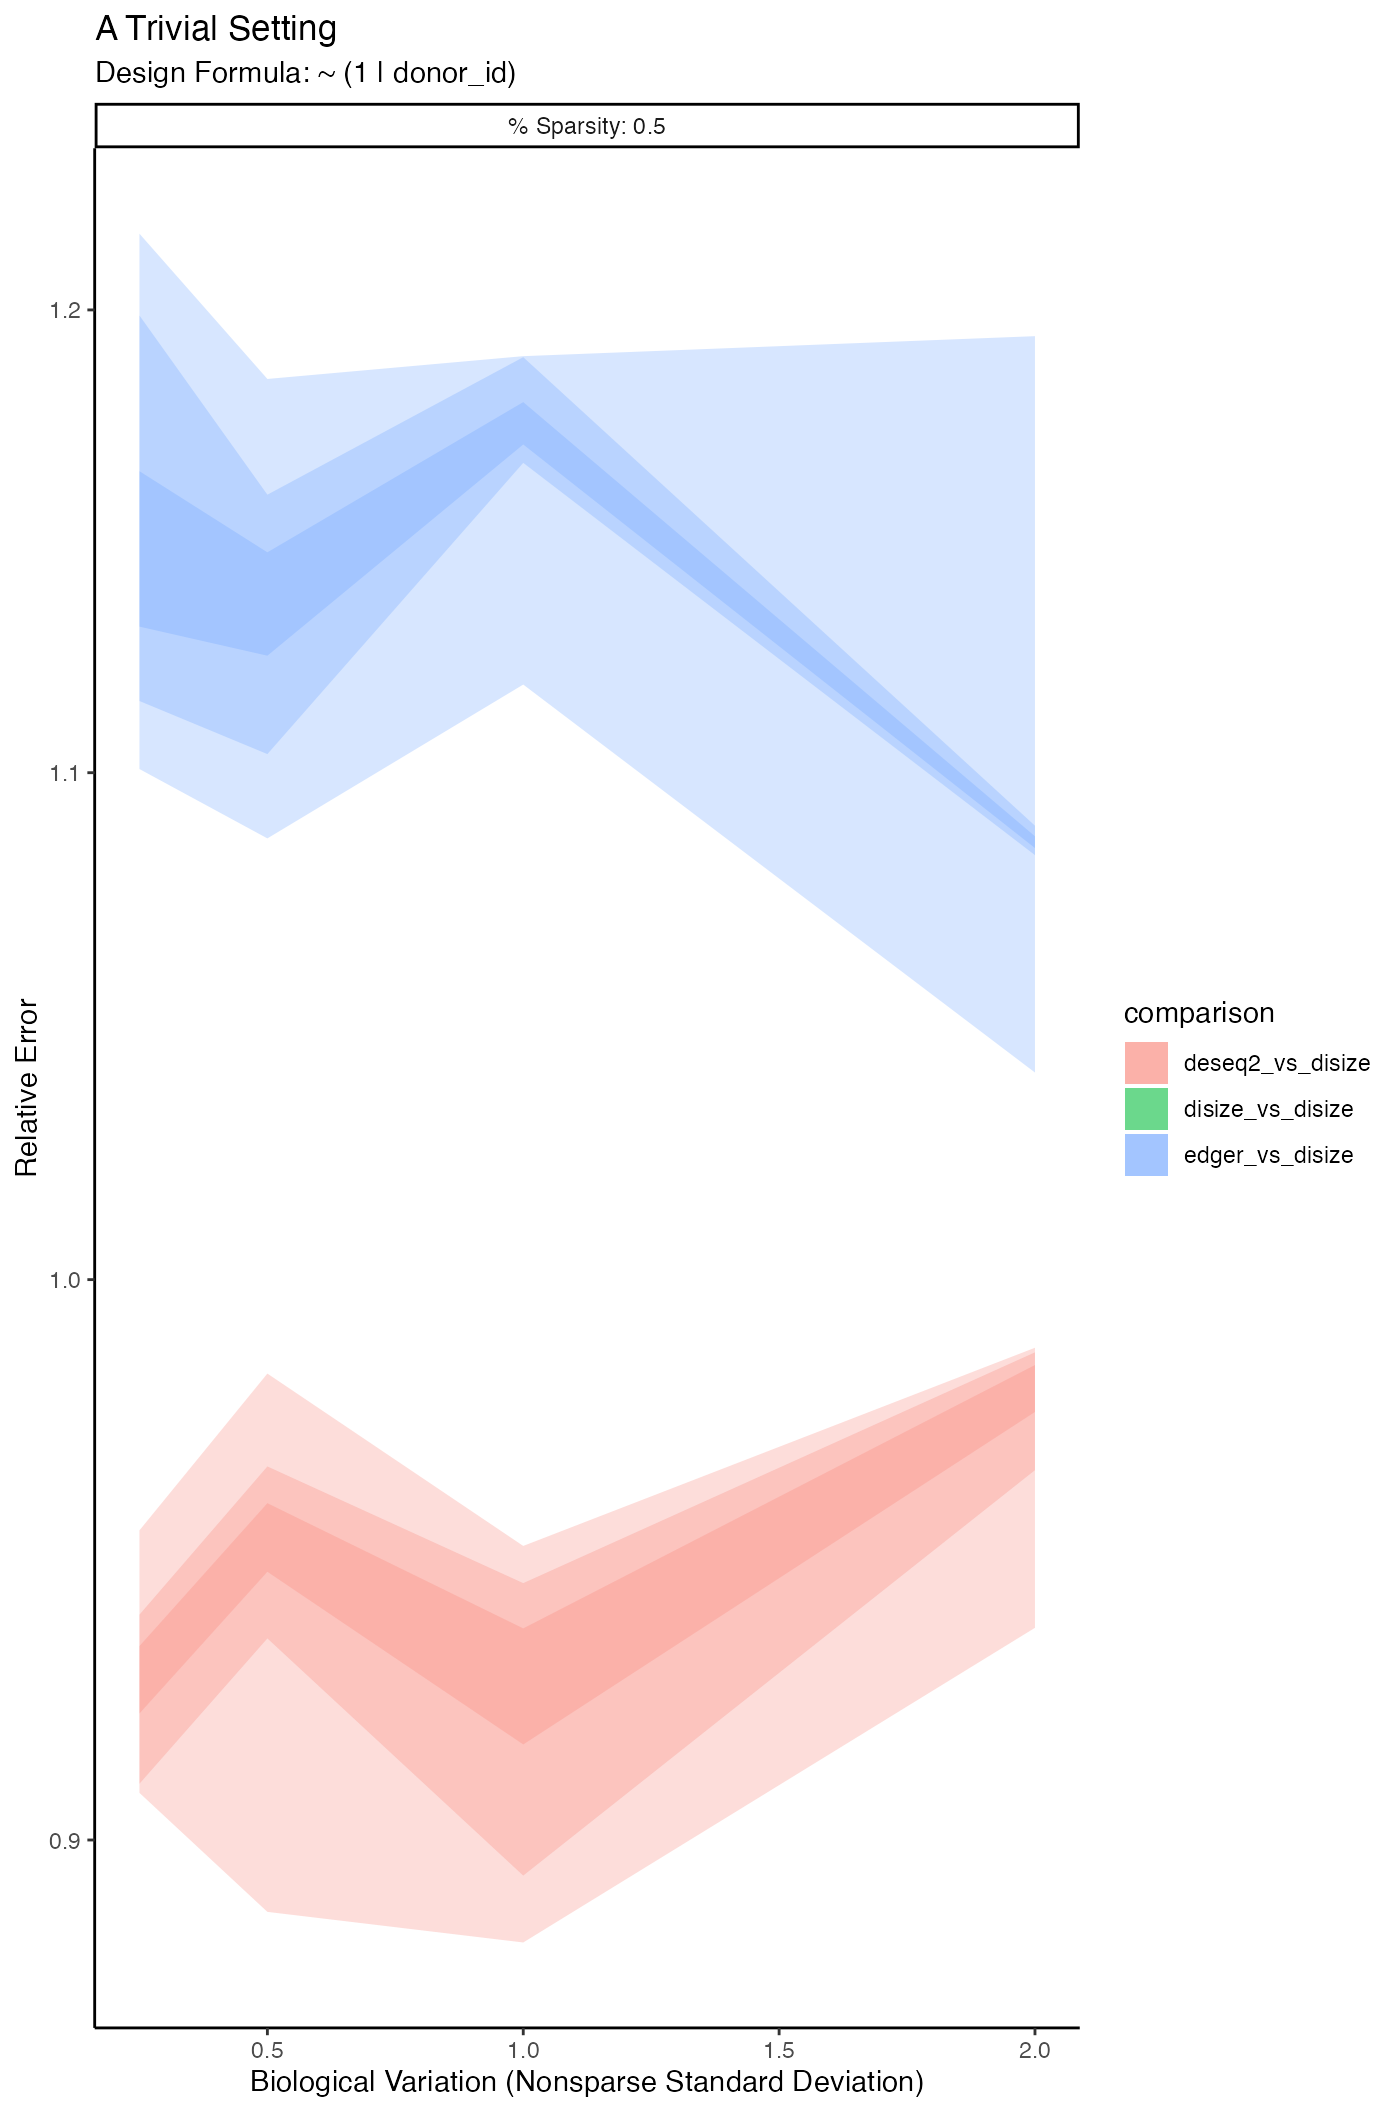 A Trivial Setting
Design Formula: ~ (1 | donor_id)
% Sparsity: 0.5
1.2
1.1
1.0
0.9
Relative Error
0.5 1.0 1.5 2.0
Biological Variation (Nonsparse Standard Deviation)
comparison
deseq2_vs_disize
disize_vs_disize
edger_vs_disize